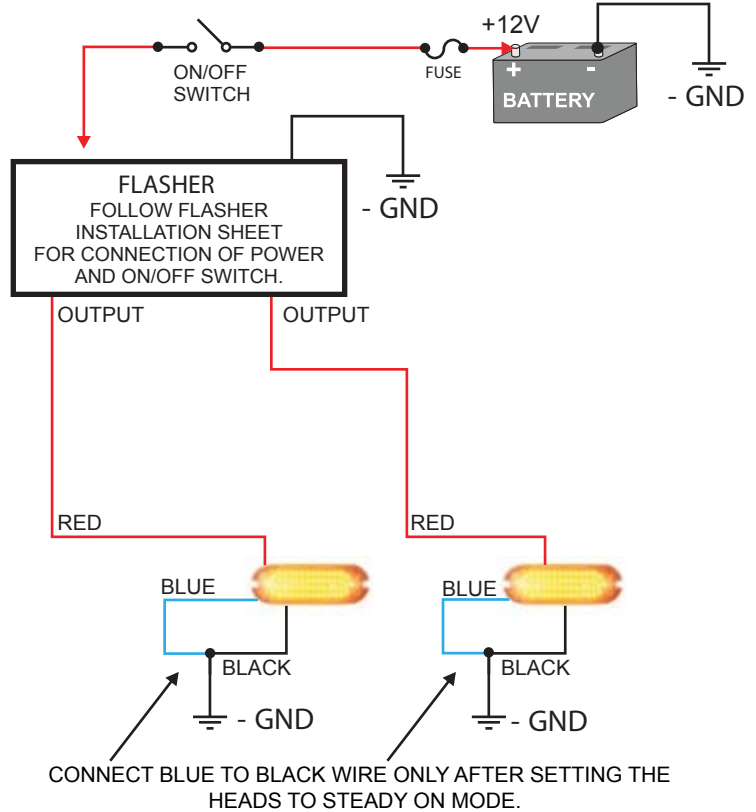 +12V
ON/OFF
SWITCH
FUSE
+ -
BATTERY
- GND
FLASHER
FOLLOW FLASHER
INSTALLATION SHEET
FOR CONNECTION OF POWER
AND ON/OFF SWITCH.
- GND
OUTPUT
OUTPUT
RED
RED
BLUE
BLUE
BLACK
BLACK
- GND
- GND
CONNECT BLUE TO BLACK WIRE ONLY AFTER SETTING THE
HEADS TO STEADY ON MODE.